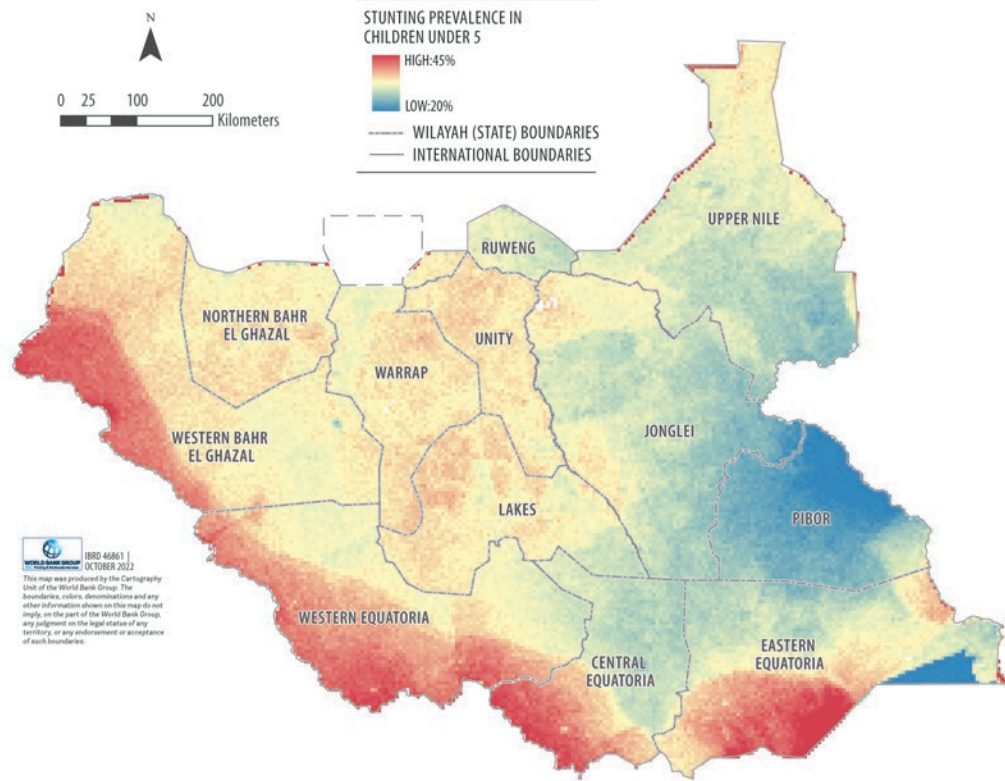 N
0 25 100 200
Kilometers
STUNTING PREVALENCE IN
CHILDREN UNDER 5
HIGH:45%
LOW:20%
WILAYAH (STATE) BOUNDARIES
INTERNATIONAL BOUNDARIES
UPPER NILE
RUWENG
NORTHERN BAHR
EL GHAZAL
UNITY
WARRAP
JONGLEI
WESTERN BAHR
EL GHAZAL
LAKES
PIBOR
WESTERN EQUATORIA
EASTERN
EQUATORIA
CENTRAL
EQUATORIA
WORLD BANK GROUP
IBRD 46861 |
OCTOBER 2022
This map was produced by the Cartography
Unit of the World Bank Group. The
boundaries, colors, denominations and any
other information shown on this map do not
imply, on the part of the World Bank Group,
any judgment on the legal status of any
territory, or any endorsement or acceptance
of such boundaries.